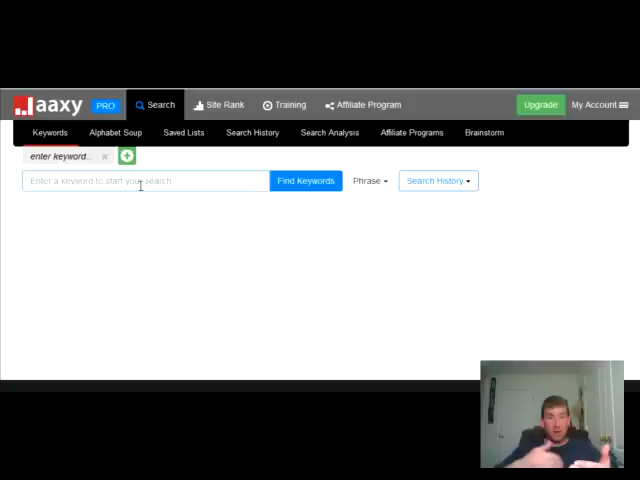 Jaaxy PRO Search Site Rank Training Affiliate Program Upgrade My Account
Keywords Alphabet Soup Saved Lists Search History Search Analysis Affiliate Programs Brainstorm
enter keyword...
Enter a keyword to start your search Find Keywords Phrase Search History